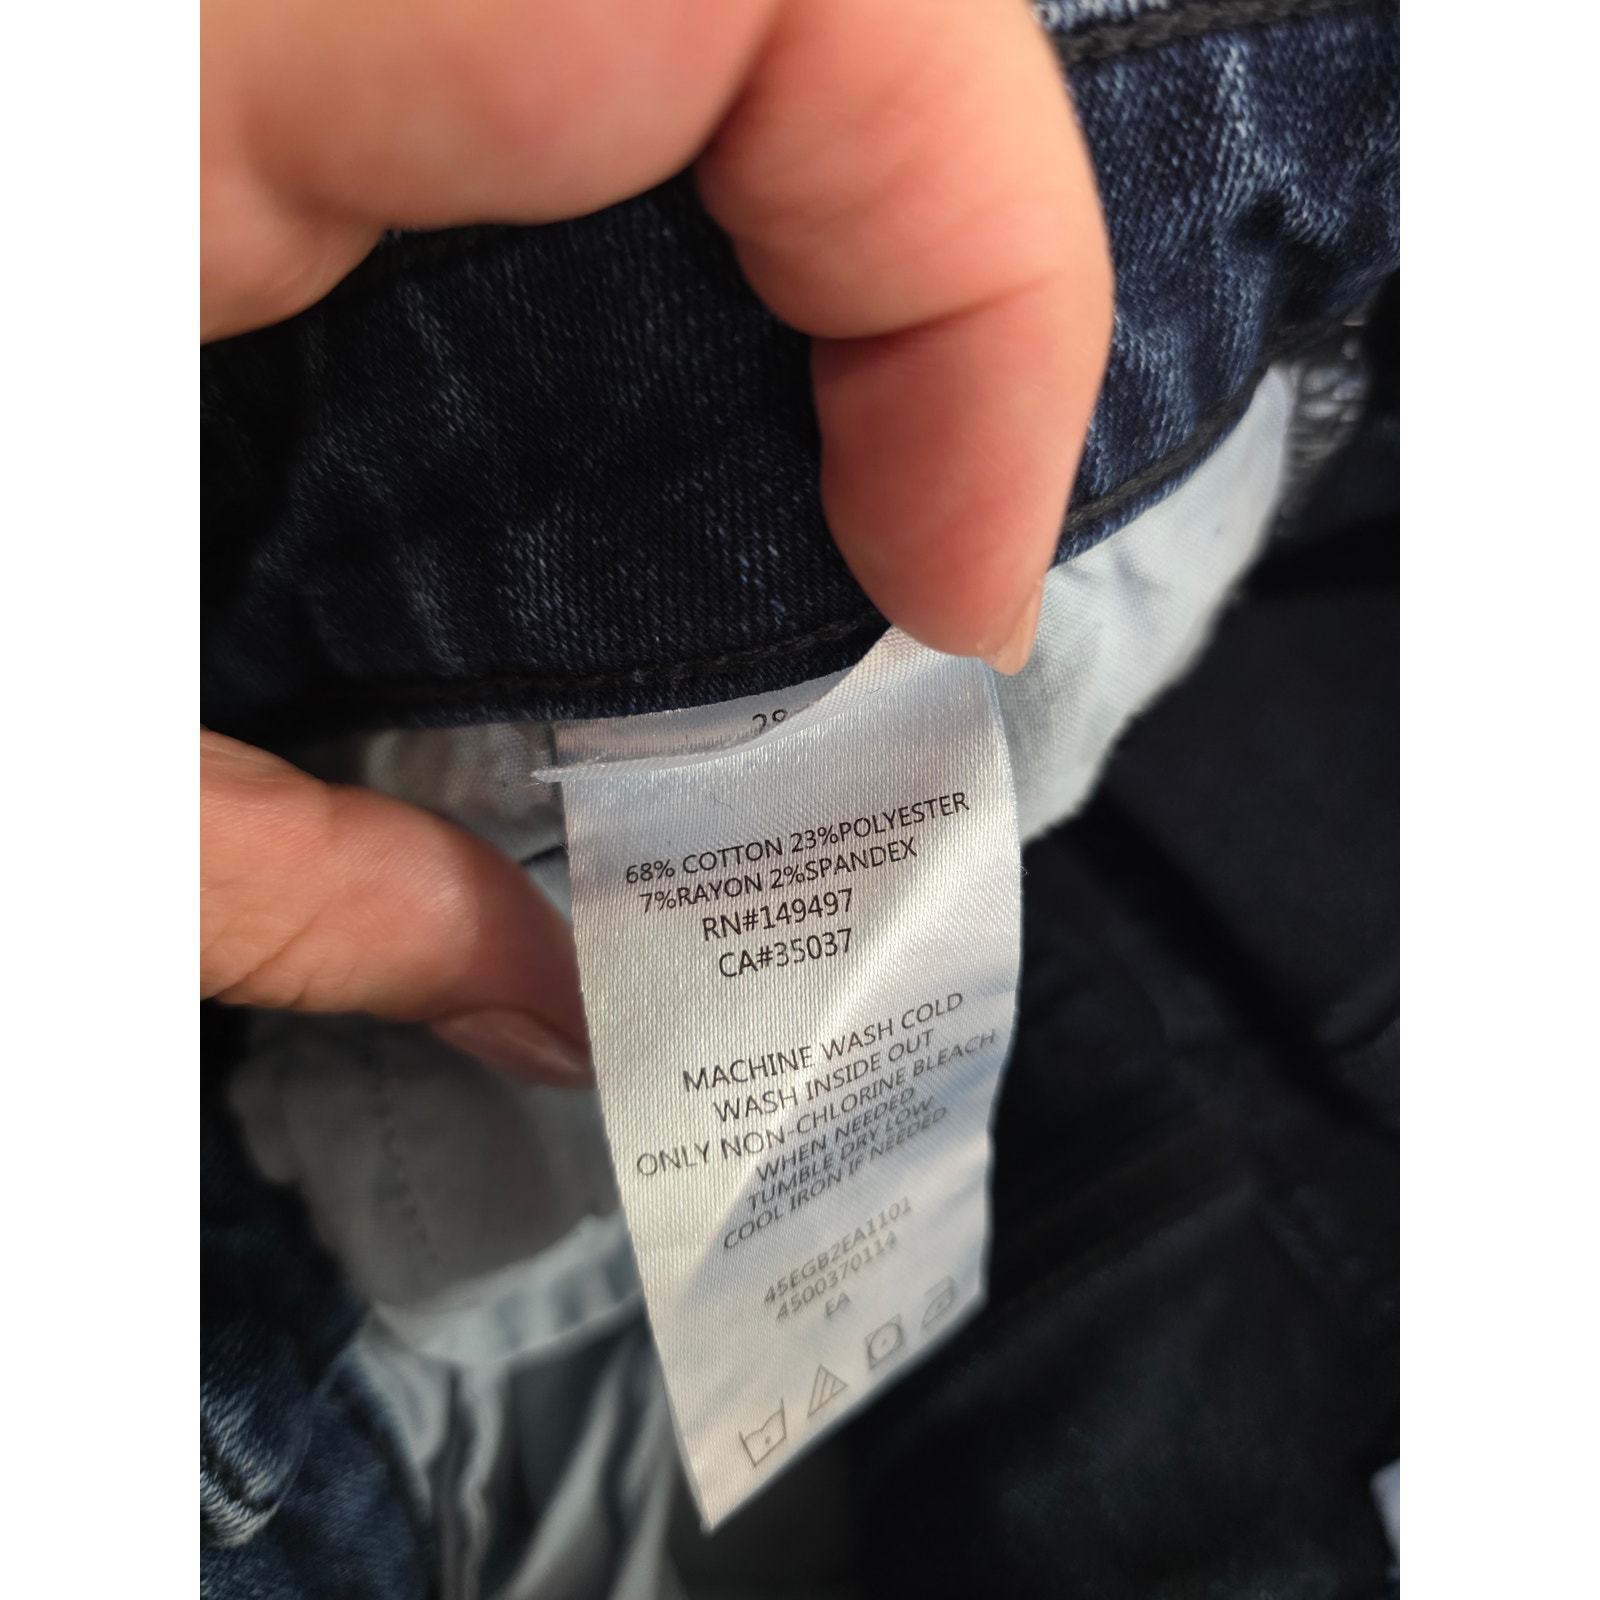 28
68% COTTON 23%POLYESTER
7%RAYON 2%SPANDEX
RN#149497
CA#35037
MACHINE WASH COLD
WASH INSIDE OUT
ONLY NON-CHLORINE BLEACH
WHEN NEEDED
TUMBLE DRY LOW
COOL IRON IF NEEDED
45EGB2EA1101
4500370114
EA